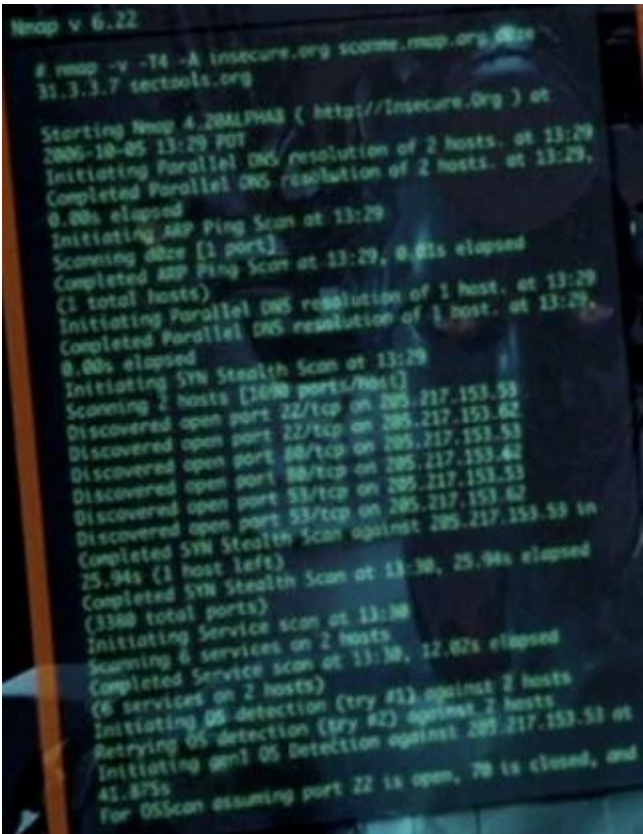 Nmap v 6.22
# nmap -v -T4 -A insecure.org scanme.nmap.org d0ze
31.3.3.7 sectools.org
Starting Nmap 4.20ALPHA8 ( http://Insecure.Org ) at
2006-10-05 13:29 PDT
Initiating Parallel DNS resolution of 2 hosts. at 13:29
Completed Parallel DNS resolution of 2 hosts. at 13:29,
0.00s elapsed
Initiating ARP Ping Scan at 13:29
Scanning d0ze [1 port]
Completed ARP Ping Scan at 13:29, 0.01s elapsed
(1 total hosts)
Initiating Parallel DNS resolution of 1 host. at 13:29
Completed Parallel DNS resolution of 1 host. at 13:29,
0.00s elapsed
Initiating SYN Stealth Scan at 13:29
Scanning 2 hosts [1690 ports/host]
Discovered open port 22/tcp on 205.217.153.53
Discovered open port 22/tcp on 205.217.153.62
Discovered open port 80/tcp on 205.217.153.53
Discovered open port 80/tcp on 205.217.153.62
Discovered open port 53/tcp on 205.217.153.53
Discovered open port 53/tcp on 205.217.153.62
Completed SYN Stealth Scan against 205.217.153.53 in
25.94s (1 host left)
Completed SYN Stealth Scan at 13:30, 25.94s elapsed
(3380 total ports)
Initiating Service scan at 13:30
Scanning 6 services on 2 hosts
Completed Service scan at 13:30, 12.02s elapsed
(6 services on 2 hosts)
Initiating OS detection (try #1) against 2 hosts
Retrying OS detection (try #2) against 2 hosts
Initiating gen1 OS Detection against 205.217.153.53 at
41.875s
For OSScan assuming port 22 is open, 70 is closed, and